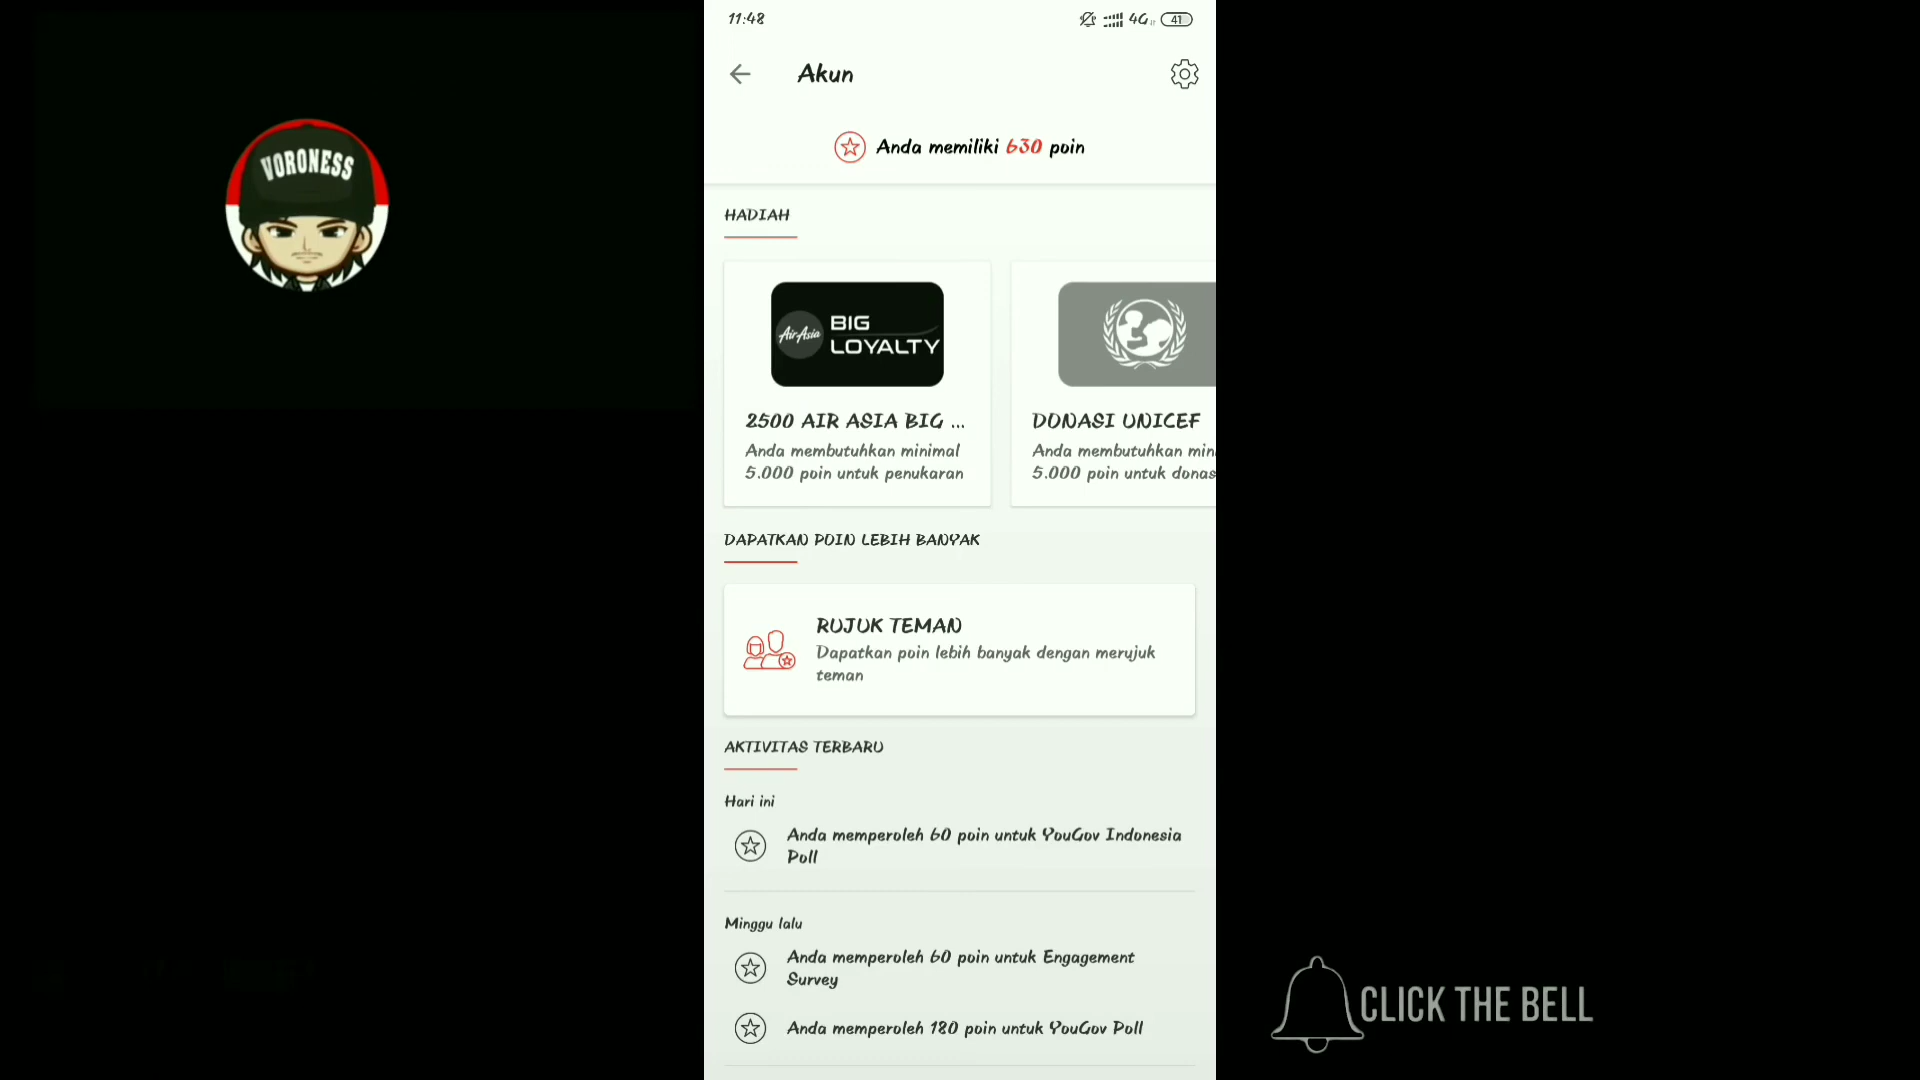 11:48
4G
41
Akun
Anda memiliki 630 poin
VORONESS
HADIAH
AirAsia
BIG
LOYALTY
2500 AIR ASIA BIG ...
Anda membutuhkan minimal
5.000 poin untuk penukaran
DONASI UNICEF
Anda membutuhkan min
5.000 poin untuk donas
DAPATKAN POIN LEBIH BANYAK
RUJUK TEMAN
Dapatkan poin lebih banyak dengan merujuk
teman
AKTIVITAS TERBARU
Hari ini
Anda memperoleh 60 poin untuk YouGov Indonesia
Poll
Minggu lalu
Anda memperoleh 60 poin untuk Engagement
Survey
Anda memperoleh 180 poin untuk YouGov Poll
CLICK THE BELL